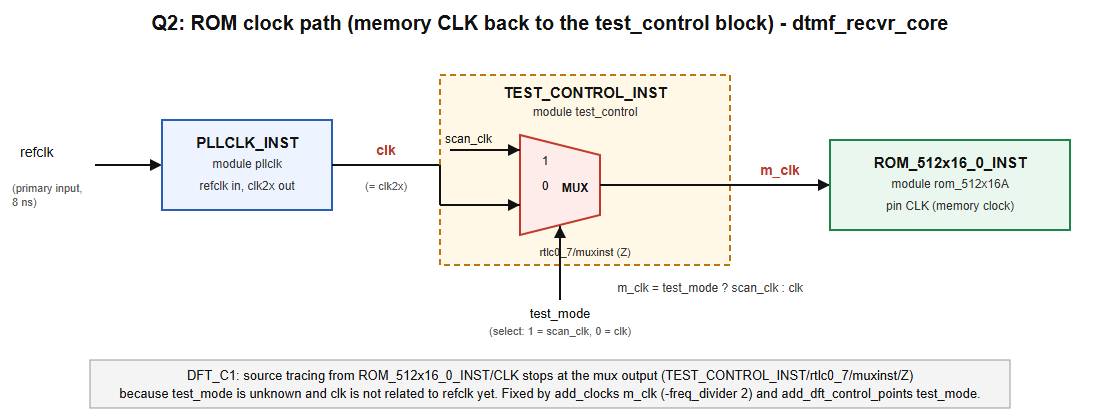 Q2: ROM clock path (memory CLK back to the test_control block) - dtmf_recvr_core
refclk
(primary input,
8 ns)
PLLCLK_INST
module pllclk
refclk in, clk2x out
clk
(= clk2x)
TEST_CONTROL_INST
module test_control
scan_clk
1
0
MUX
rtlc0_7/muxinst (Z)
m_clk
ROM_512x16_0_INST
module rom_512x16A
pin CLK (memory clock)
m_clk = test_mode ? scan_clk : clk
test_mode
(select: 1 = scan_clk, 0 = clk)
DFT_C1: source tracing from ROM_512x16_0_INST/CLK stops at the mux output (TEST_CONTROL_INST/rtlc0_7/muxinst/Z)
because test_mode is unknown and clk is not related to refclk yet. Fixed by add_clocks m_clk (-freq_divider 2) and add_dft_control_points test_mode.